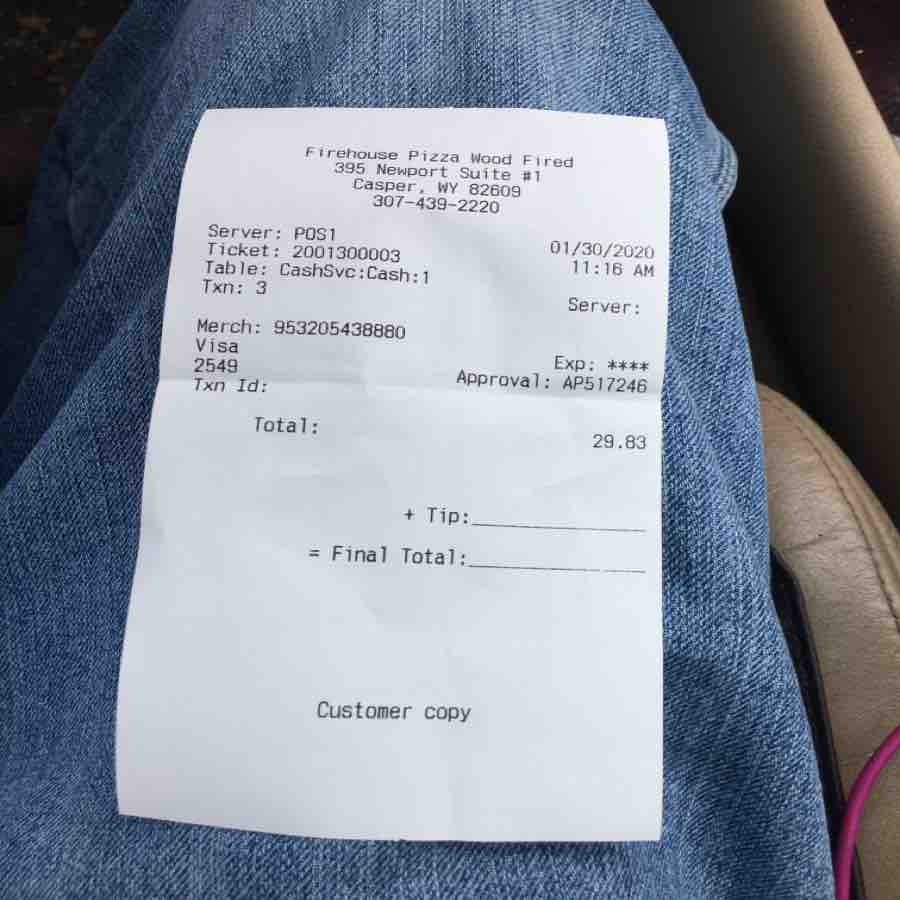 Firehouse Pizza Wood Fired
395 Newport Suite #1
Casper, WY 82609
307-439-2220
Server: POS1
01/30/2020
Ticket: 2001300003
11:16 AM
Table: CashSvc:Cash:1
Txn: 3
Server:
Merch: 953205438880
Visa
Exp: ****
2549
Approval: AP517246
Txn Id:
Total:
29.83
+ Tip:
= Final Total:
Customer copy